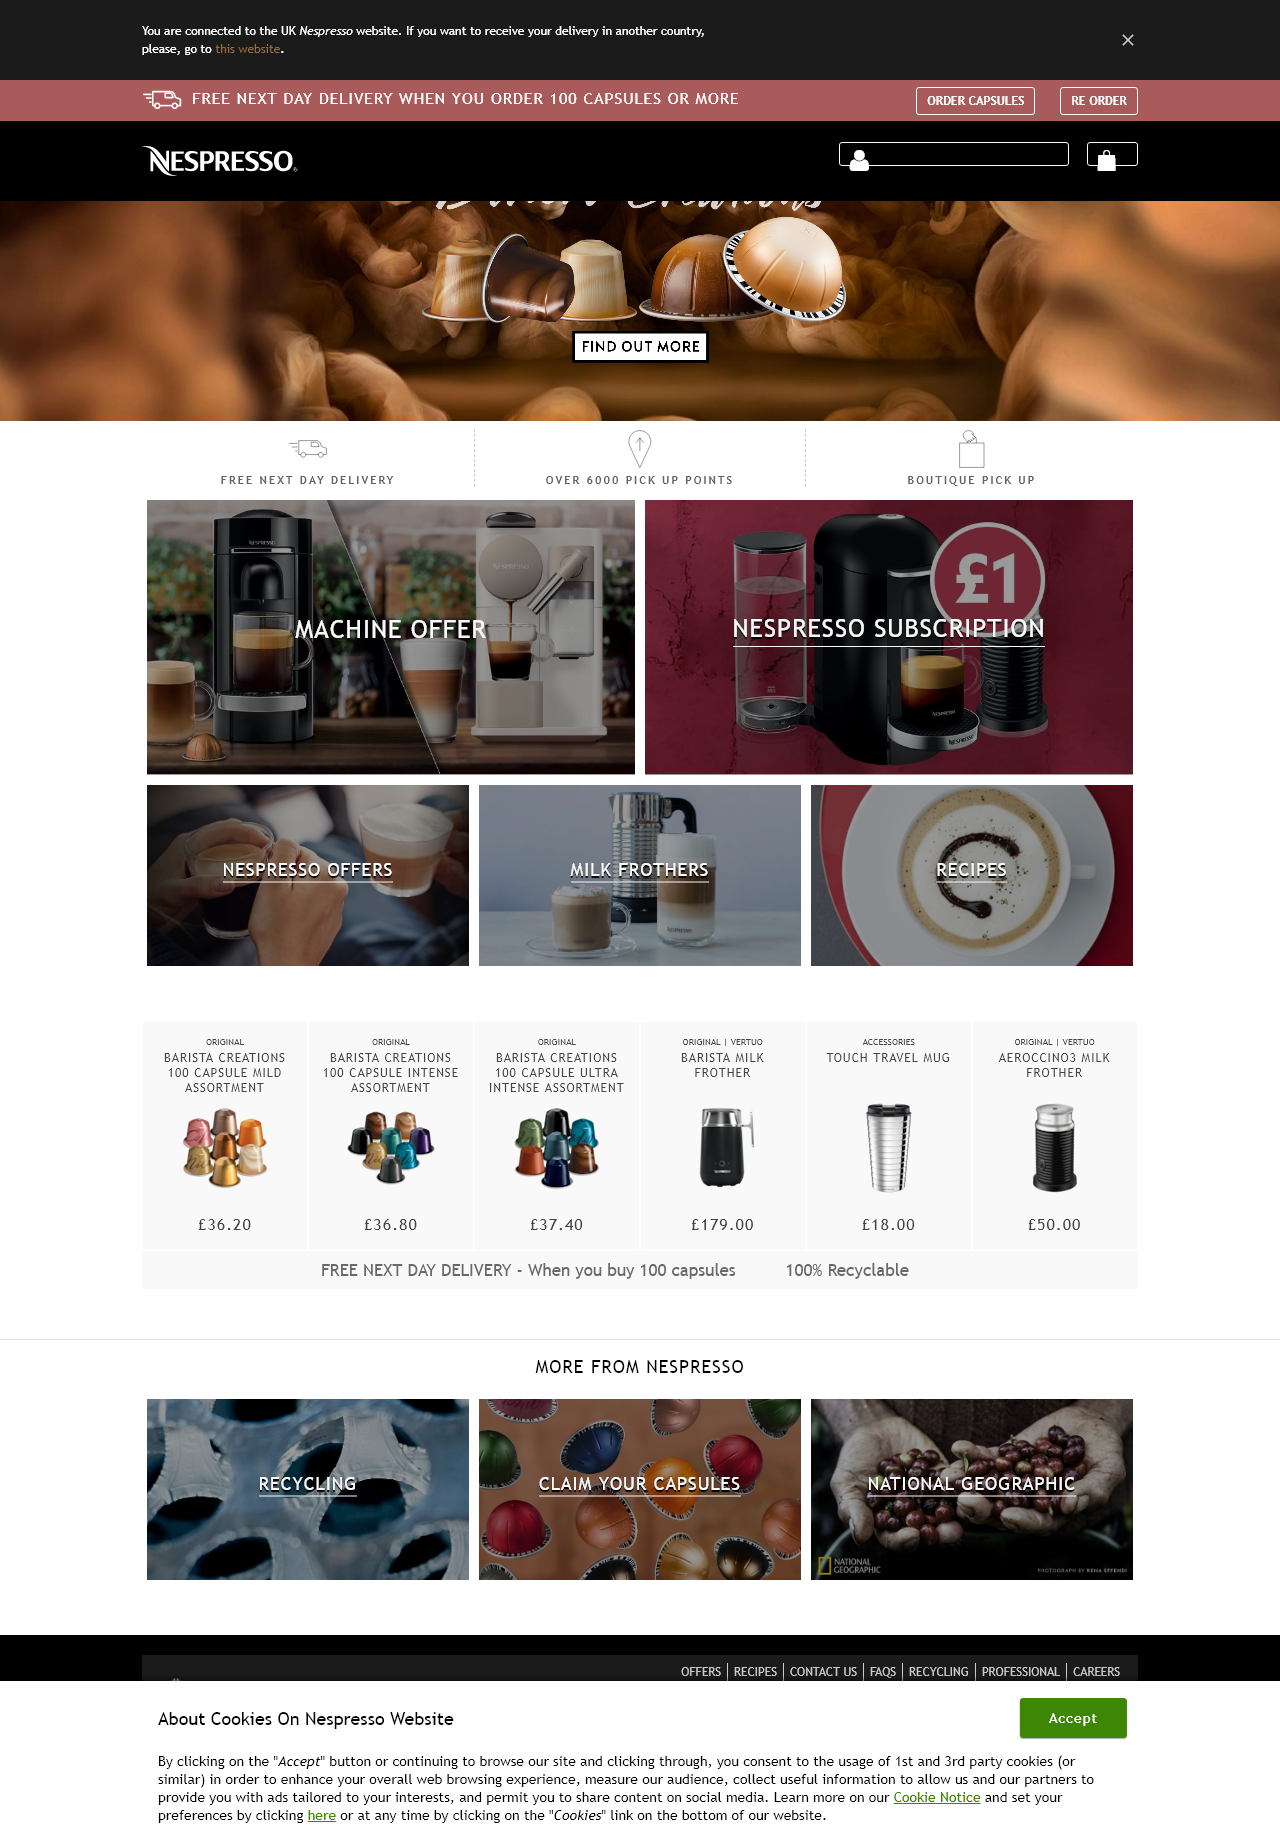 You are connected to the UK Nespresso website. If you want to receive your delivery in another country,
please, go to this website.
FREE NEXT DAY DELIVERY WHEN YOU ORDER 100 CAPSULES OR MORE
ORDER CAPSULES
RE ORDER
NESPRESSO
Barista Creations
FIND OUT MORE
FREE NEXT DAY DELIVERY
OVER 6000 PICK UP POINTS
BOUTIQUE PICK UP
NESPRESSO
NESPRESSO
MACHINE OFFER
£1
NESPRESSO SUBSCRIPTION
NESPRESSO
NESPRESSO OFFERS
MILK FROTHERS
NESPRESSO
RECIPES
ORIGINAL
BARISTA CREATIONS
100 CAPSULE MILD
ASSORTMENT
£36.20
ORIGINAL
BARISTA CREATIONS
100 CAPSULE INTENSE
ASSORTMENT
£36.80
ORIGINAL
BARISTA CREATIONS
100 CAPSULE ULTRA
INTENSE ASSORTMENT
£37.40
ORIGINAL | VERTUO
BARISTA MILK
FROTHER
£179.00
ACCESSORIES
TOUCH TRAVEL MUG
£18.00
ORIGINAL | VERTUO
AEROCCINO3 MILK
FROTHER
£50.00
FREE NEXT DAY DELIVERY - When you buy 100 capsules
100% Recyclable
MORE FROM NESPRESSO
RECYCLING
CLAIM YOUR CAPSULES
NATIONAL GEOGRAPHIC
NATIONAL
GEOGRAPHIC
PHOTOGRAPH BY RENA EFFENDI
OFFERS
RECIPES
CONTACT US
FAQS
RECYCLING
PROFESSIONAL
CAREERS
About Cookies On Nespresso Website
Accept
By clicking on the "Accept" button or continuing to browse our site and clicking through, you consent to the usage of 1st and 3rd party cookies (or
similar) in order to enhance your overall web browsing experience, measure our audience, collect useful information to allow us and our partners to
provide you with ads tailored to your interests, and permit you to share content on social media. Learn more on our Cookie Notice and set your
preferences by clicking here or at any time by clicking on the "Cookies" link on the bottom of our website.